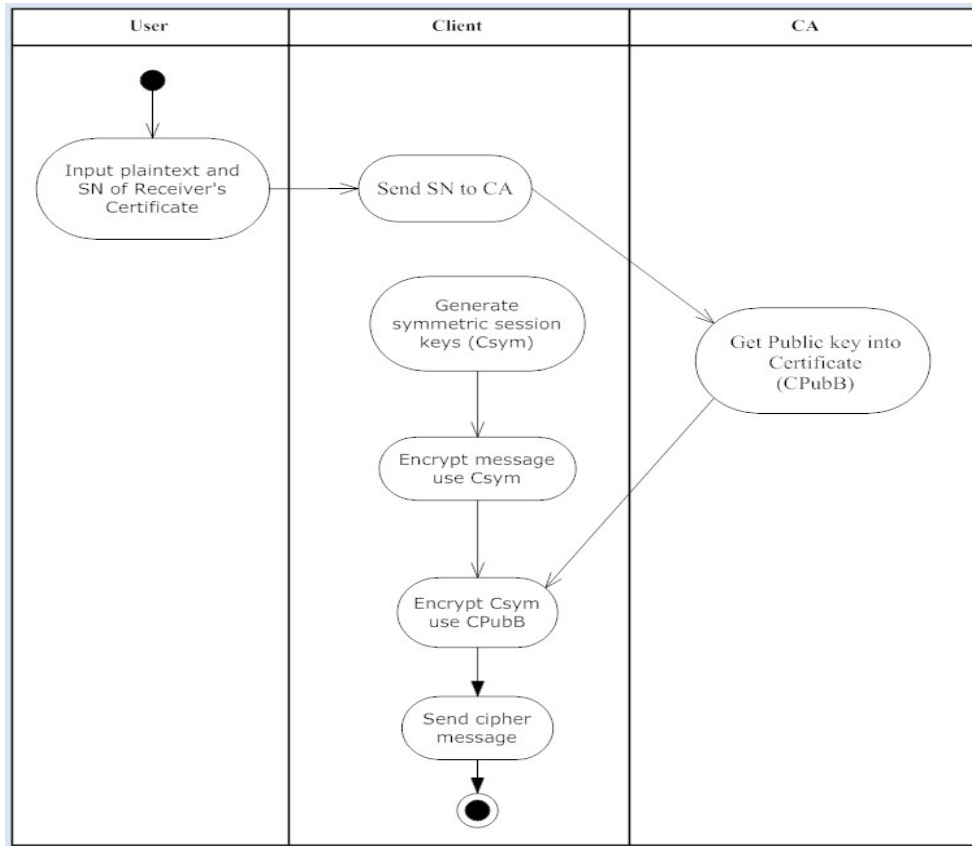 User
Client
CA
Input plaintext and
SN of Receiver's
Certificate
Send SN to CA
Generate
symmetric session
keys (Csym)
Get Public key into
Certificate
(CPubB)
Encrypt message
use Csym
Encrypt Csym
use CPubB
Send cipher
message